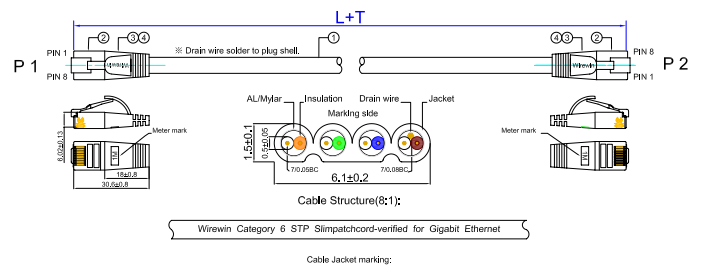 L+T
② ③ ④ ※ Drain wire solder to plug shell. ① ④ ③ ②
PIN 1 PIN 8
P 1 Wirewin Wirewin P 2
PIN 8 PIN 1
AL/Mylar Insulation Drain wire Jacket
Marking side
6.02±0.13
Meter mark
1M
18±0.8
30.6±0.8
1.5±0.1
0.5±0.05
7/0.05BC 7/0.08BC
6.1±0.2
Meter mark
1M
Cable Structure(8:1):
Wirewin Category 6 STP Slimpatchcord-verified for Gigabit Ethernet
Cable Jacket marking: